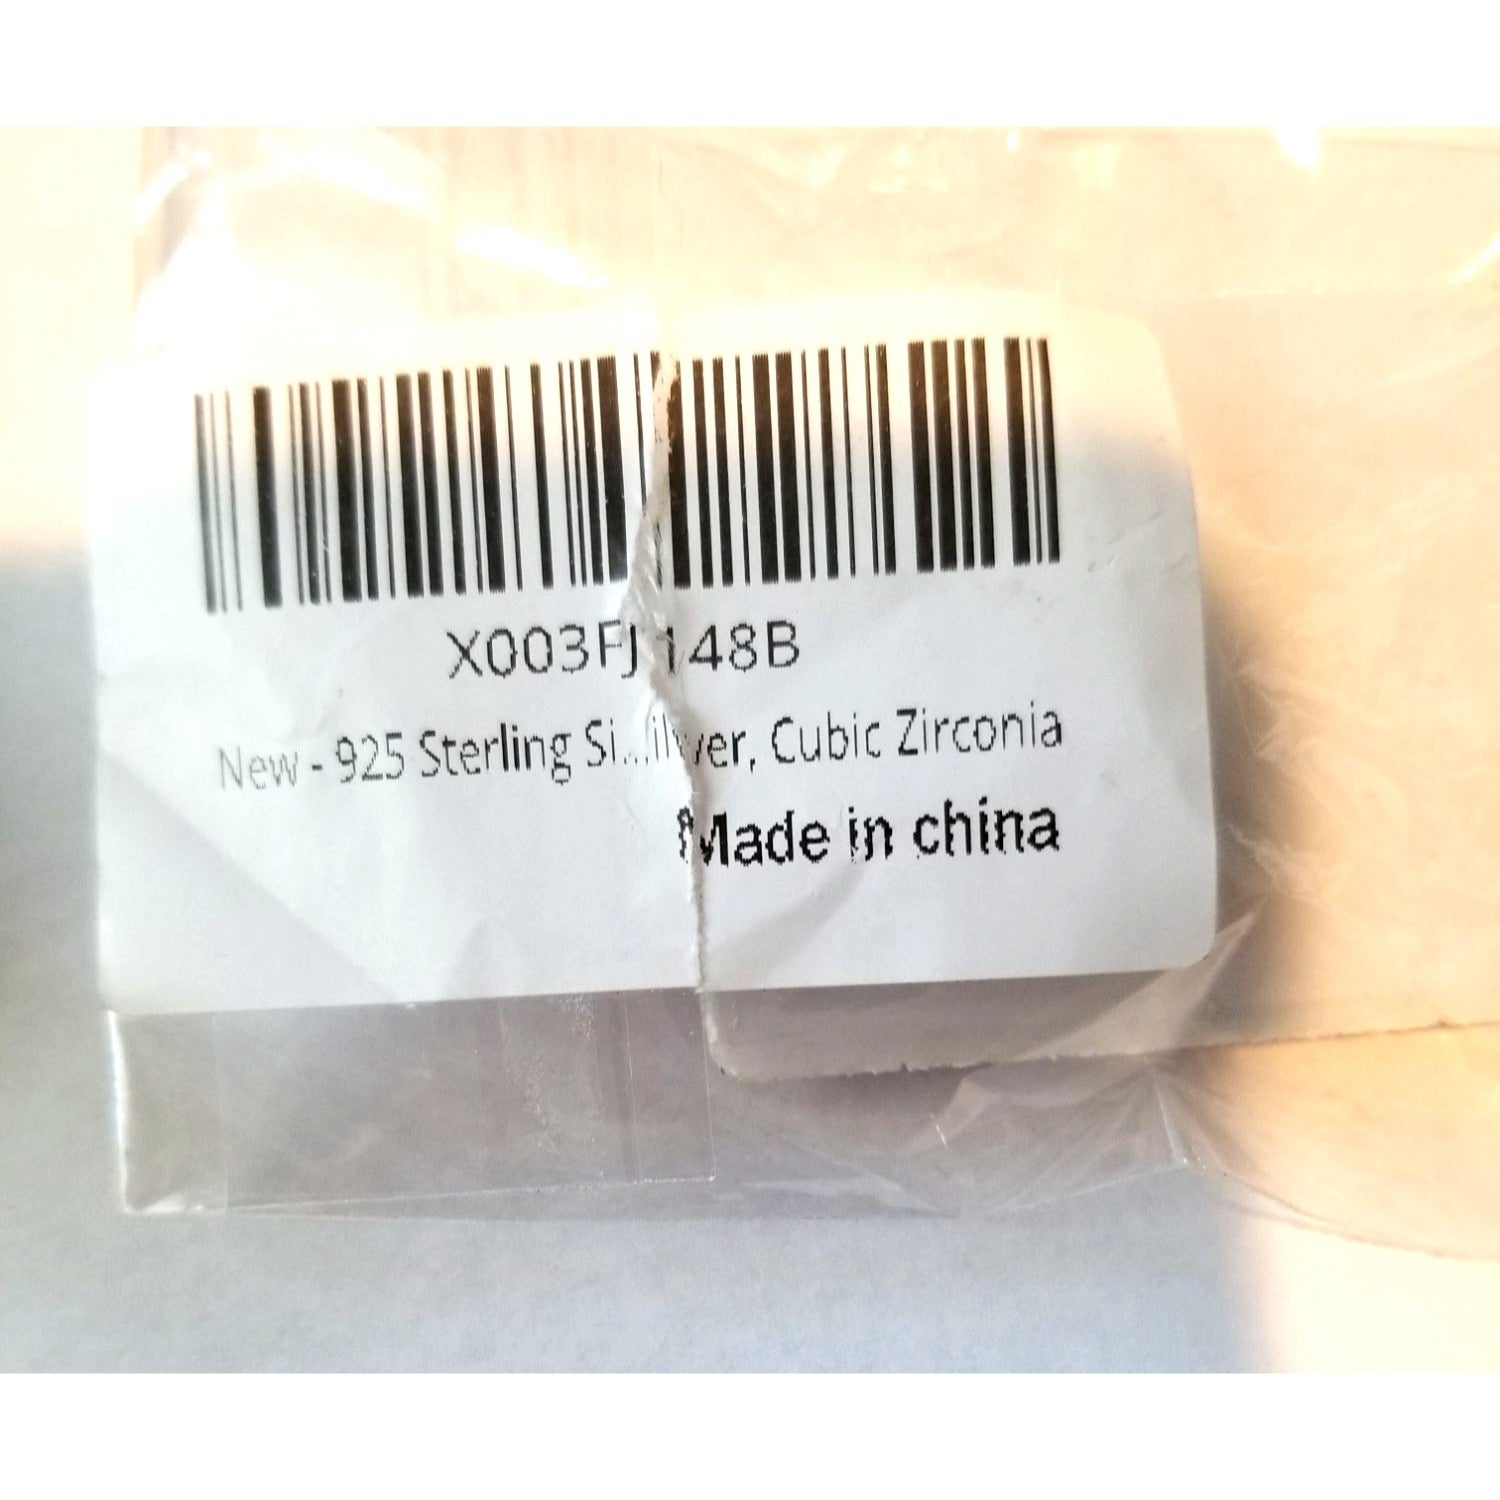 X003FJ148B
New - 925 Sterling Si...ilver, Cubic Zirconia
Made in china